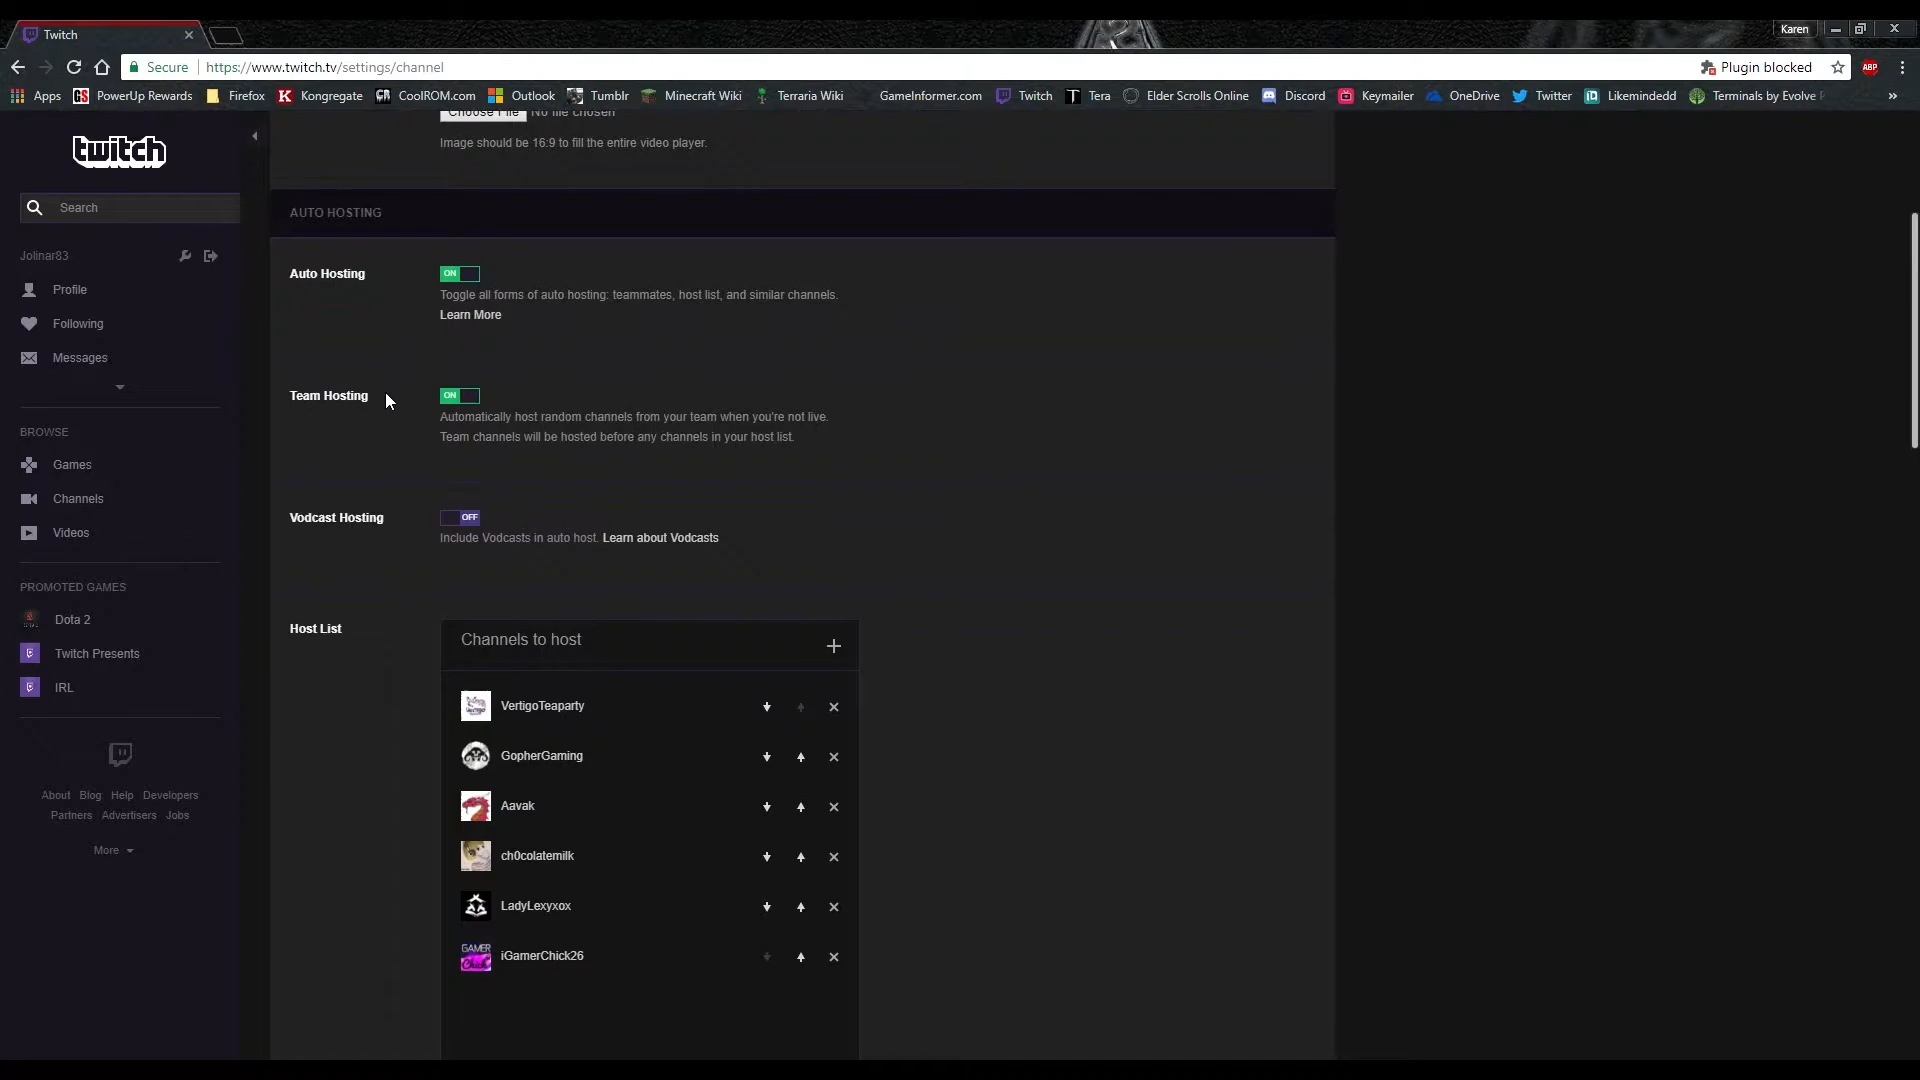 Twitch
Karen
Secure https://www.twitch.tv/settings/channel Plugin blocked ABP
Apps PowerUp Rewards Firefox Kongregate CoolROM.com Outlook Tumblr Minecraft Wiki Terraria Wiki GameInformer.com Twitch Tera Elder Scrolls Online Discord Keymailer OneDrive Twitter Likemindedd Terminals by Evolve
twitch
Search
Jolinar83
Profile
Following
Messages
BROWSE
Games
Channels
Videos
PROMOTED GAMES
Dota 2
Twitch Presents
IRL
About Blog Help Developers
Partners Advertisers Jobs
More
Choose File No file chosen
Image should be 16:9 to fill the entire video player.
AUTO HOSTING
Auto Hosting ON
Toggle all forms of auto hosting: teammates, host list, and similar channels.
Learn More
Team Hosting ON
Automatically host random channels from your team when you're not live.
Team channels will be hosted before any channels in your host list.
Vodcast Hosting OFF
Include Vodcasts in auto host. Learn about Vodcasts
Host List
Channels to host
VertigoTeaparty
GopherGaming
Aavak
ch0colatemilk
LadyLexyxox
GAMER
iGamerChick26